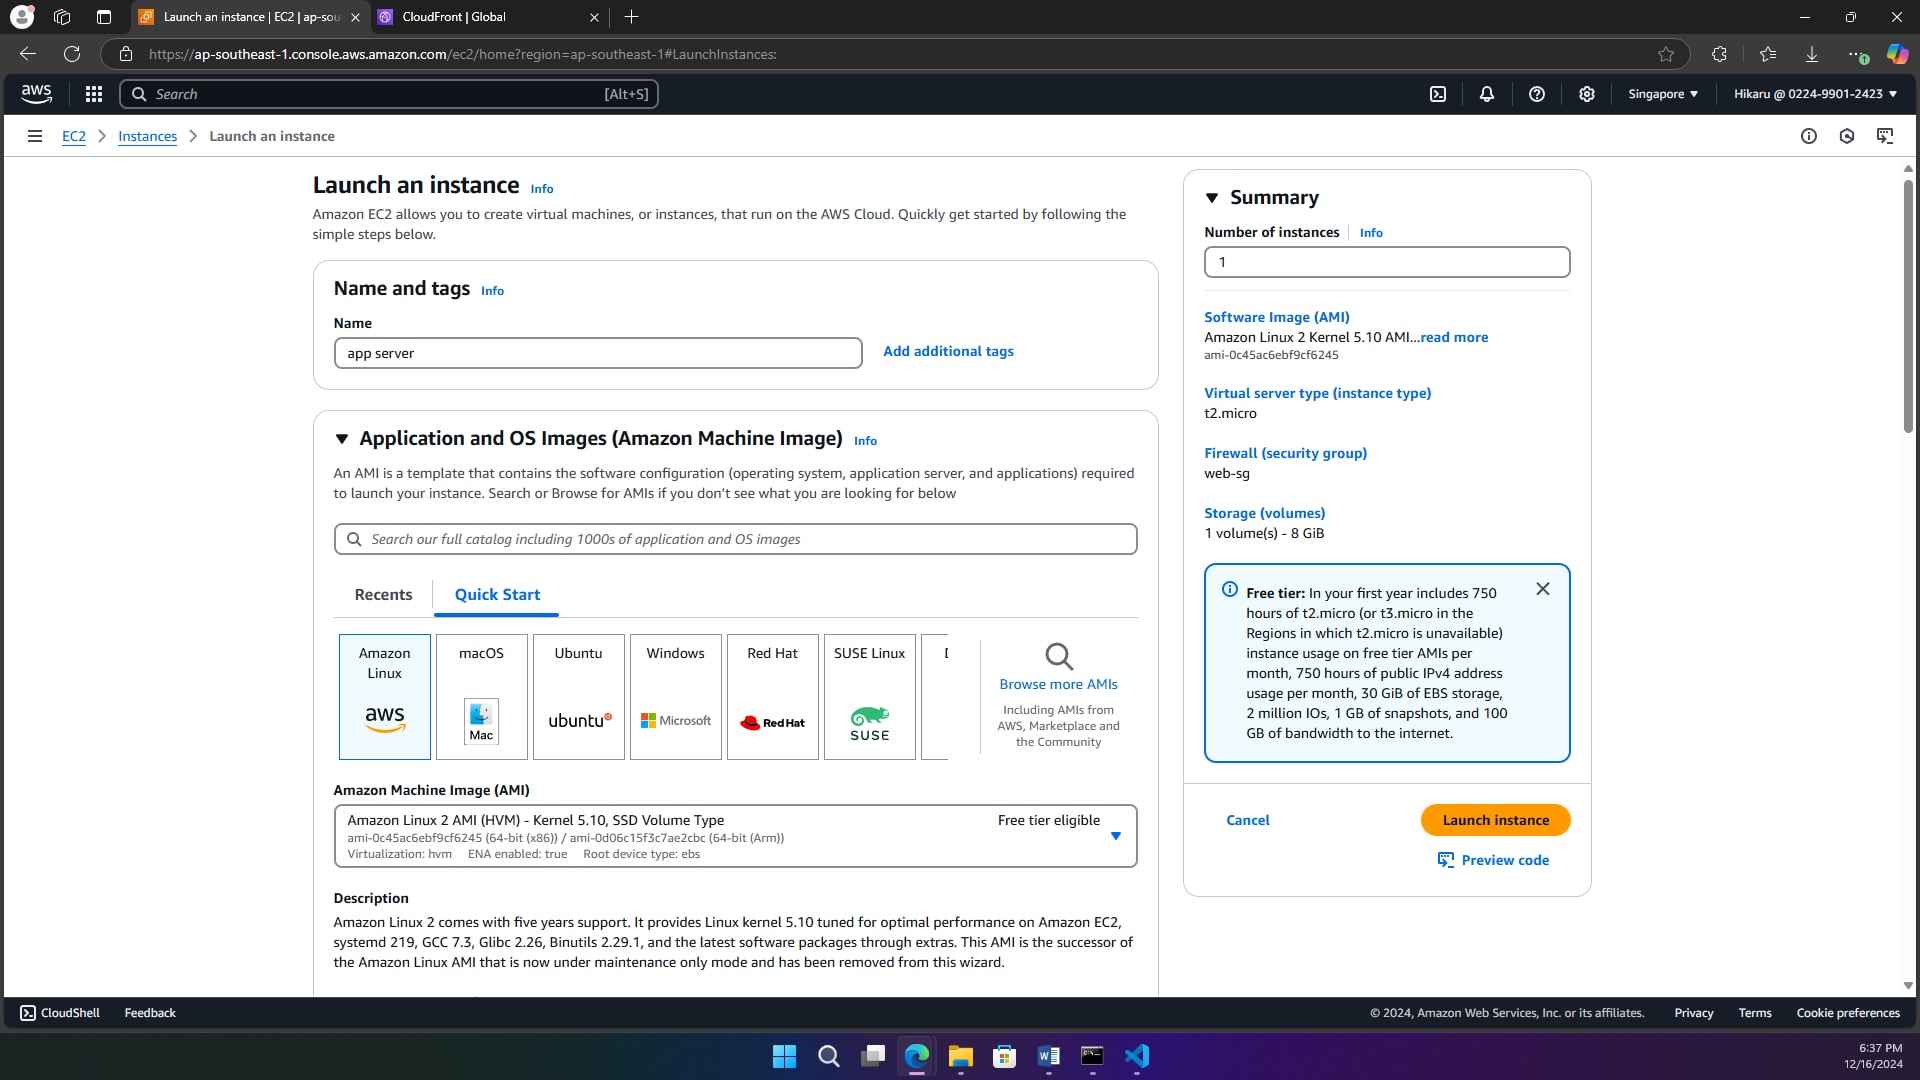 Launch an instance | EC2 | ap-sou
CloudFront | Global
https://ap-southeast-1.console.aws.amazon.com/ec2/home?region=ap-southeast-1#LaunchInstances:
aws
Search
[Alt+S]
Singapore
Hikaru @ 0224-9901-2423
EC2
Instances
Launch an instance
Launch an instance Info
Amazon EC2 allows you to create virtual machines, or instances, that run on the AWS Cloud. Quickly get started by following the
simple steps below.
Name and tags Info
Name
app server
Add additional tags
Application and OS Images (Amazon Machine Image) Info
An AMI is a template that contains the software configuration (operating system, application server, and applications) required
to launch your instance. Search or Browse for AMIs if you don’t see what you are looking for below
Search our full catalog including 1000s of application and OS images
Recents
Quick Start
Amazon
Linux
aws
macOS
Mac
Ubuntu
ubuntu
Windows
Microsoft
Red Hat
Red Hat
SUSE Linux
SUSE
Browse more AMIs
Including AMIs from
AWS, Marketplace and
the Community
Amazon Machine Image (AMI)
Amazon Linux 2 AMI (HVM) - Kernel 5.10, SSD Volume Type
Free tier eligible
ami-0c45ac6ebf9cf6245 (64-bit (x86)) / ami-0d06c15f3c7ae2cbc (64-bit (Arm))
Virtualization: hvm ENA enabled: true Root device type: ebs
Description
Amazon Linux 2 comes with five years support. It provides Linux kernel 5.10 tuned for optimal performance on Amazon EC2,
systemd 219, GCC 7.3, Glibc 2.26, Binutils 2.29.1, and the latest software packages through extras. This AMI is the successor of
the Amazon Linux AMI that is now under maintenance only mode and has been removed from this wizard.
Summary
Number of instances Info
1
Software Image (AMI)
Amazon Linux 2 Kernel 5.10 AMI...read more
ami-0c45ac6ebf9cf6245
Virtual server type (instance type)
t2.micro
Firewall (security group)
web-sg
Storage (volumes)
1 volume(s) - 8 GiB
Free tier: In your first year includes 750
hours of t2.micro (or t3.micro in the
Regions in which t2.micro is unavailable)
instance usage on free tier AMIs per
month, 750 hours of public IPv4 address
usage per month, 30 GiB of EBS storage,
2 million IOs, 1 GB of snapshots, and 100
GB of bandwidth to the internet.
Cancel
Launch instance
Preview code
CloudShell
Feedback
© 2024, Amazon Web Services, Inc. or its affiliates.
Privacy
Terms
Cookie preferences
6:37 PM
12/16/2024